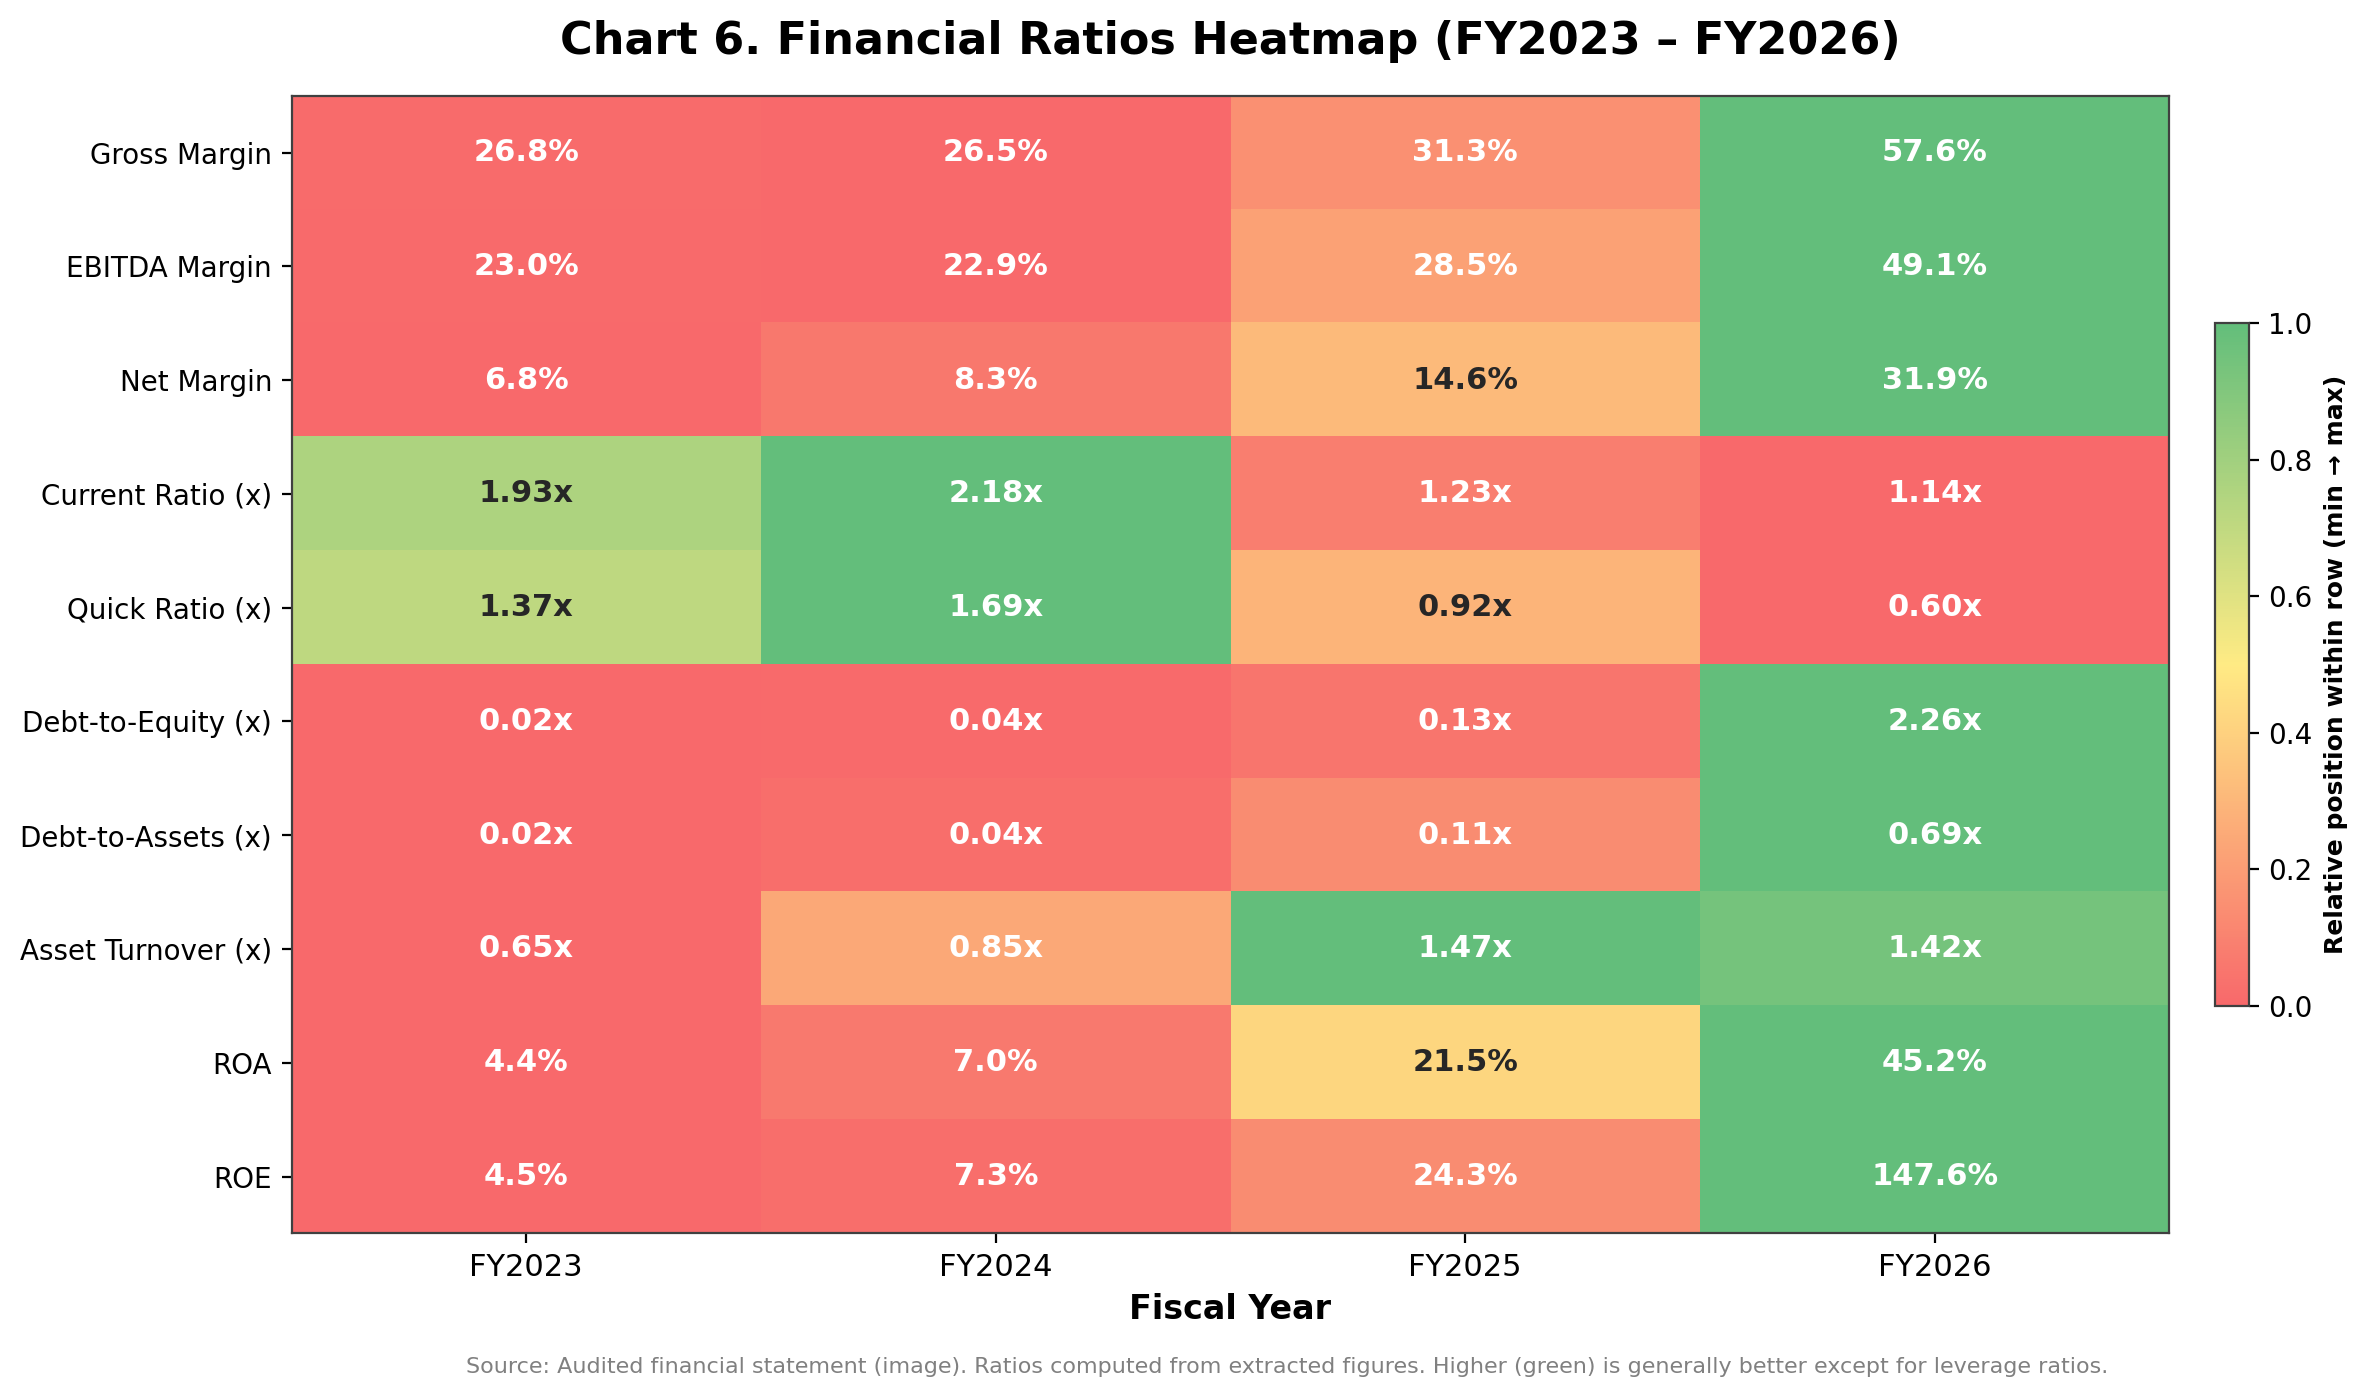 Chart 6. Financial Ratios Heatmap (FY2023 – FY2026)
Gross Margin 26.8% 26.5% 31.3% 57.6%
EBITDA Margin 23.0% 22.9% 28.5% 49.1%
Net Margin 6.8% 8.3% 14.6% 31.9%
Current Ratio (x) 1.93x 2.18x 1.23x 1.14x
Quick Ratio (x) 1.37x 1.69x 0.92x 0.60x
Debt-to-Equity (x) 0.02x 0.04x 0.13x 2.26x
Debt-to-Assets (x) 0.02x 0.04x 0.11x 0.69x
Asset Turnover (x) 0.65x 0.85x 1.47x 1.42x
ROA 4.4% 7.0% 21.5% 45.2%
ROE 4.5% 7.3% 24.3% 147.6%
FY2023 FY2024 FY2025 FY2026
Fiscal Year
1.0
0.8
0.6
0.4
0.2
0.0
Relative position within row (min → max)
Source: Audited financial statement (image). Ratios computed from extracted figures. Higher (green) is generally better except for leverage ratios.